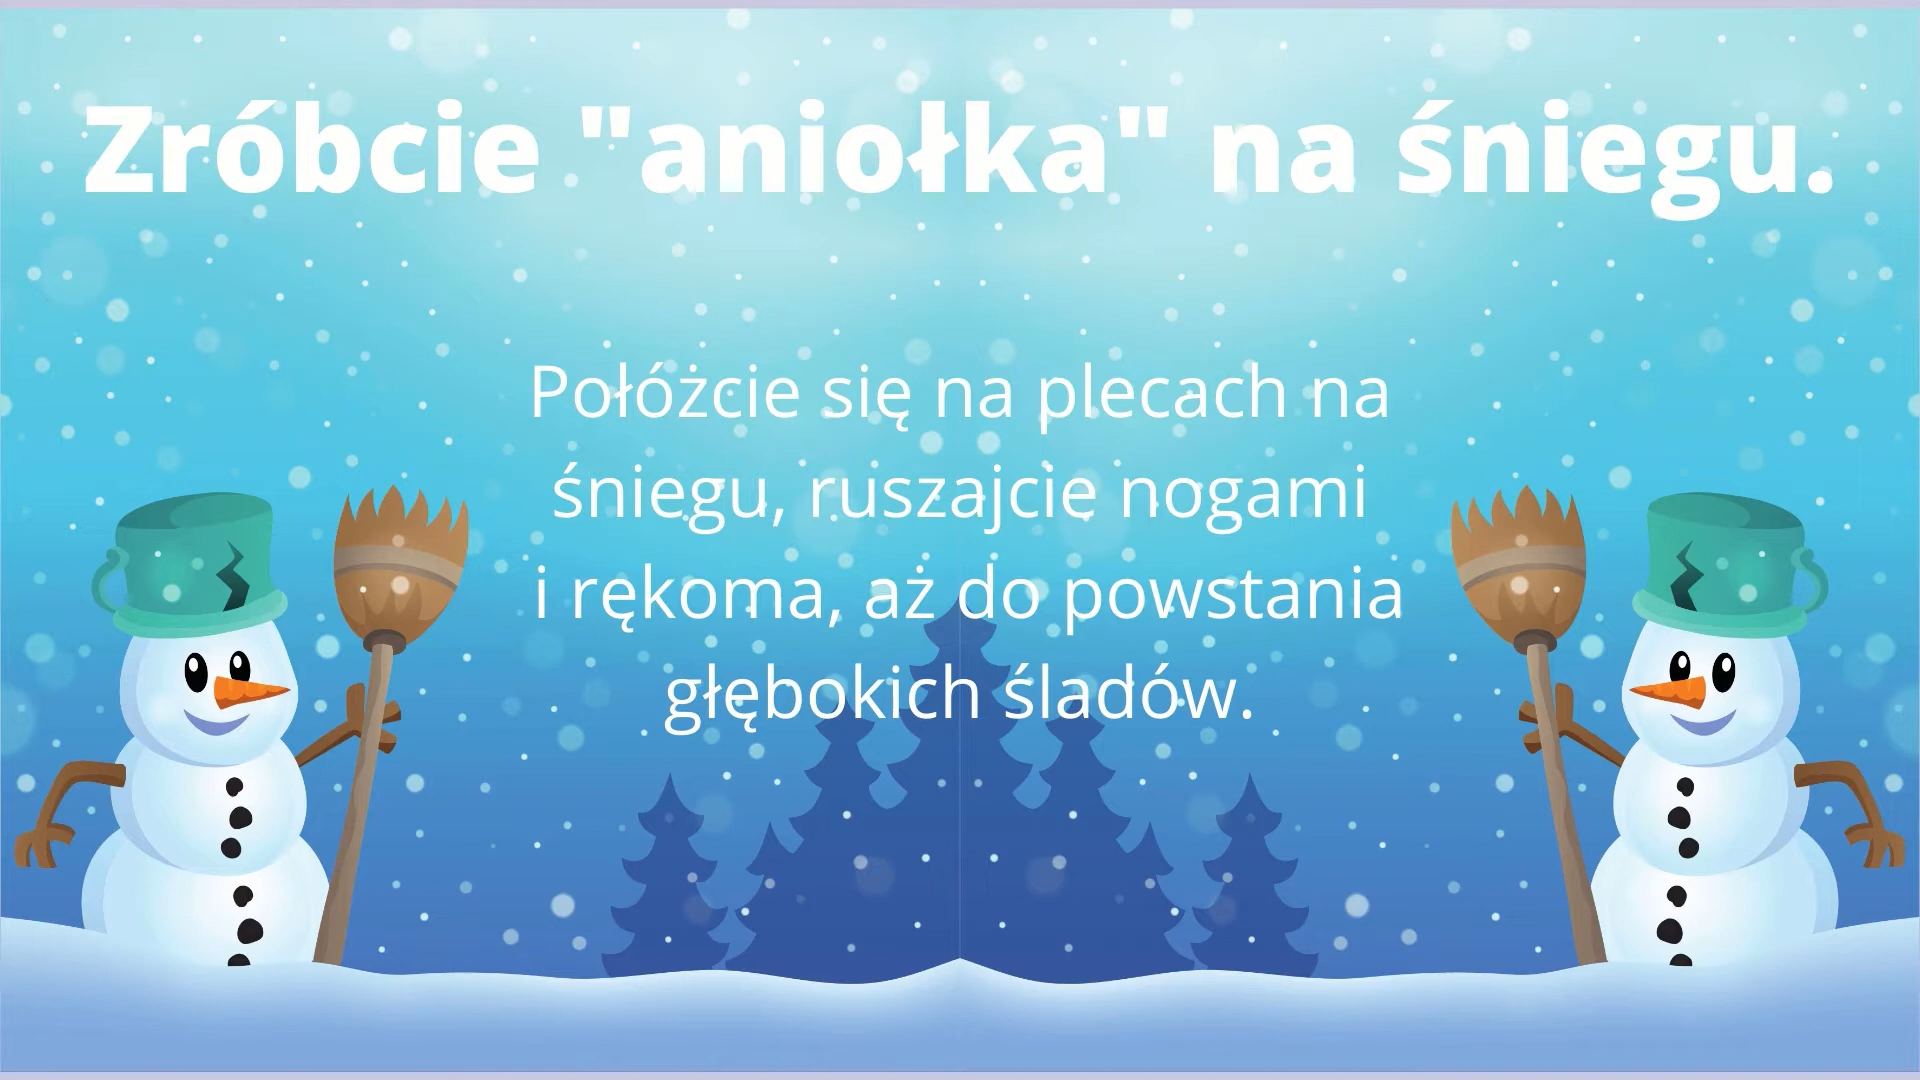 Zróbcie "aniołka" na śniegu.
Połóżcie się na plecach na
śniegu, ruszajcie nogami
i rękoma, aż do powstania
głębokich śladów.